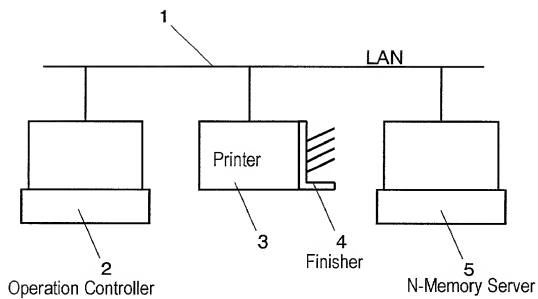 1
LAN
Printer
3
4
Finisher
2
Operation Controller
5
N-Memory Server